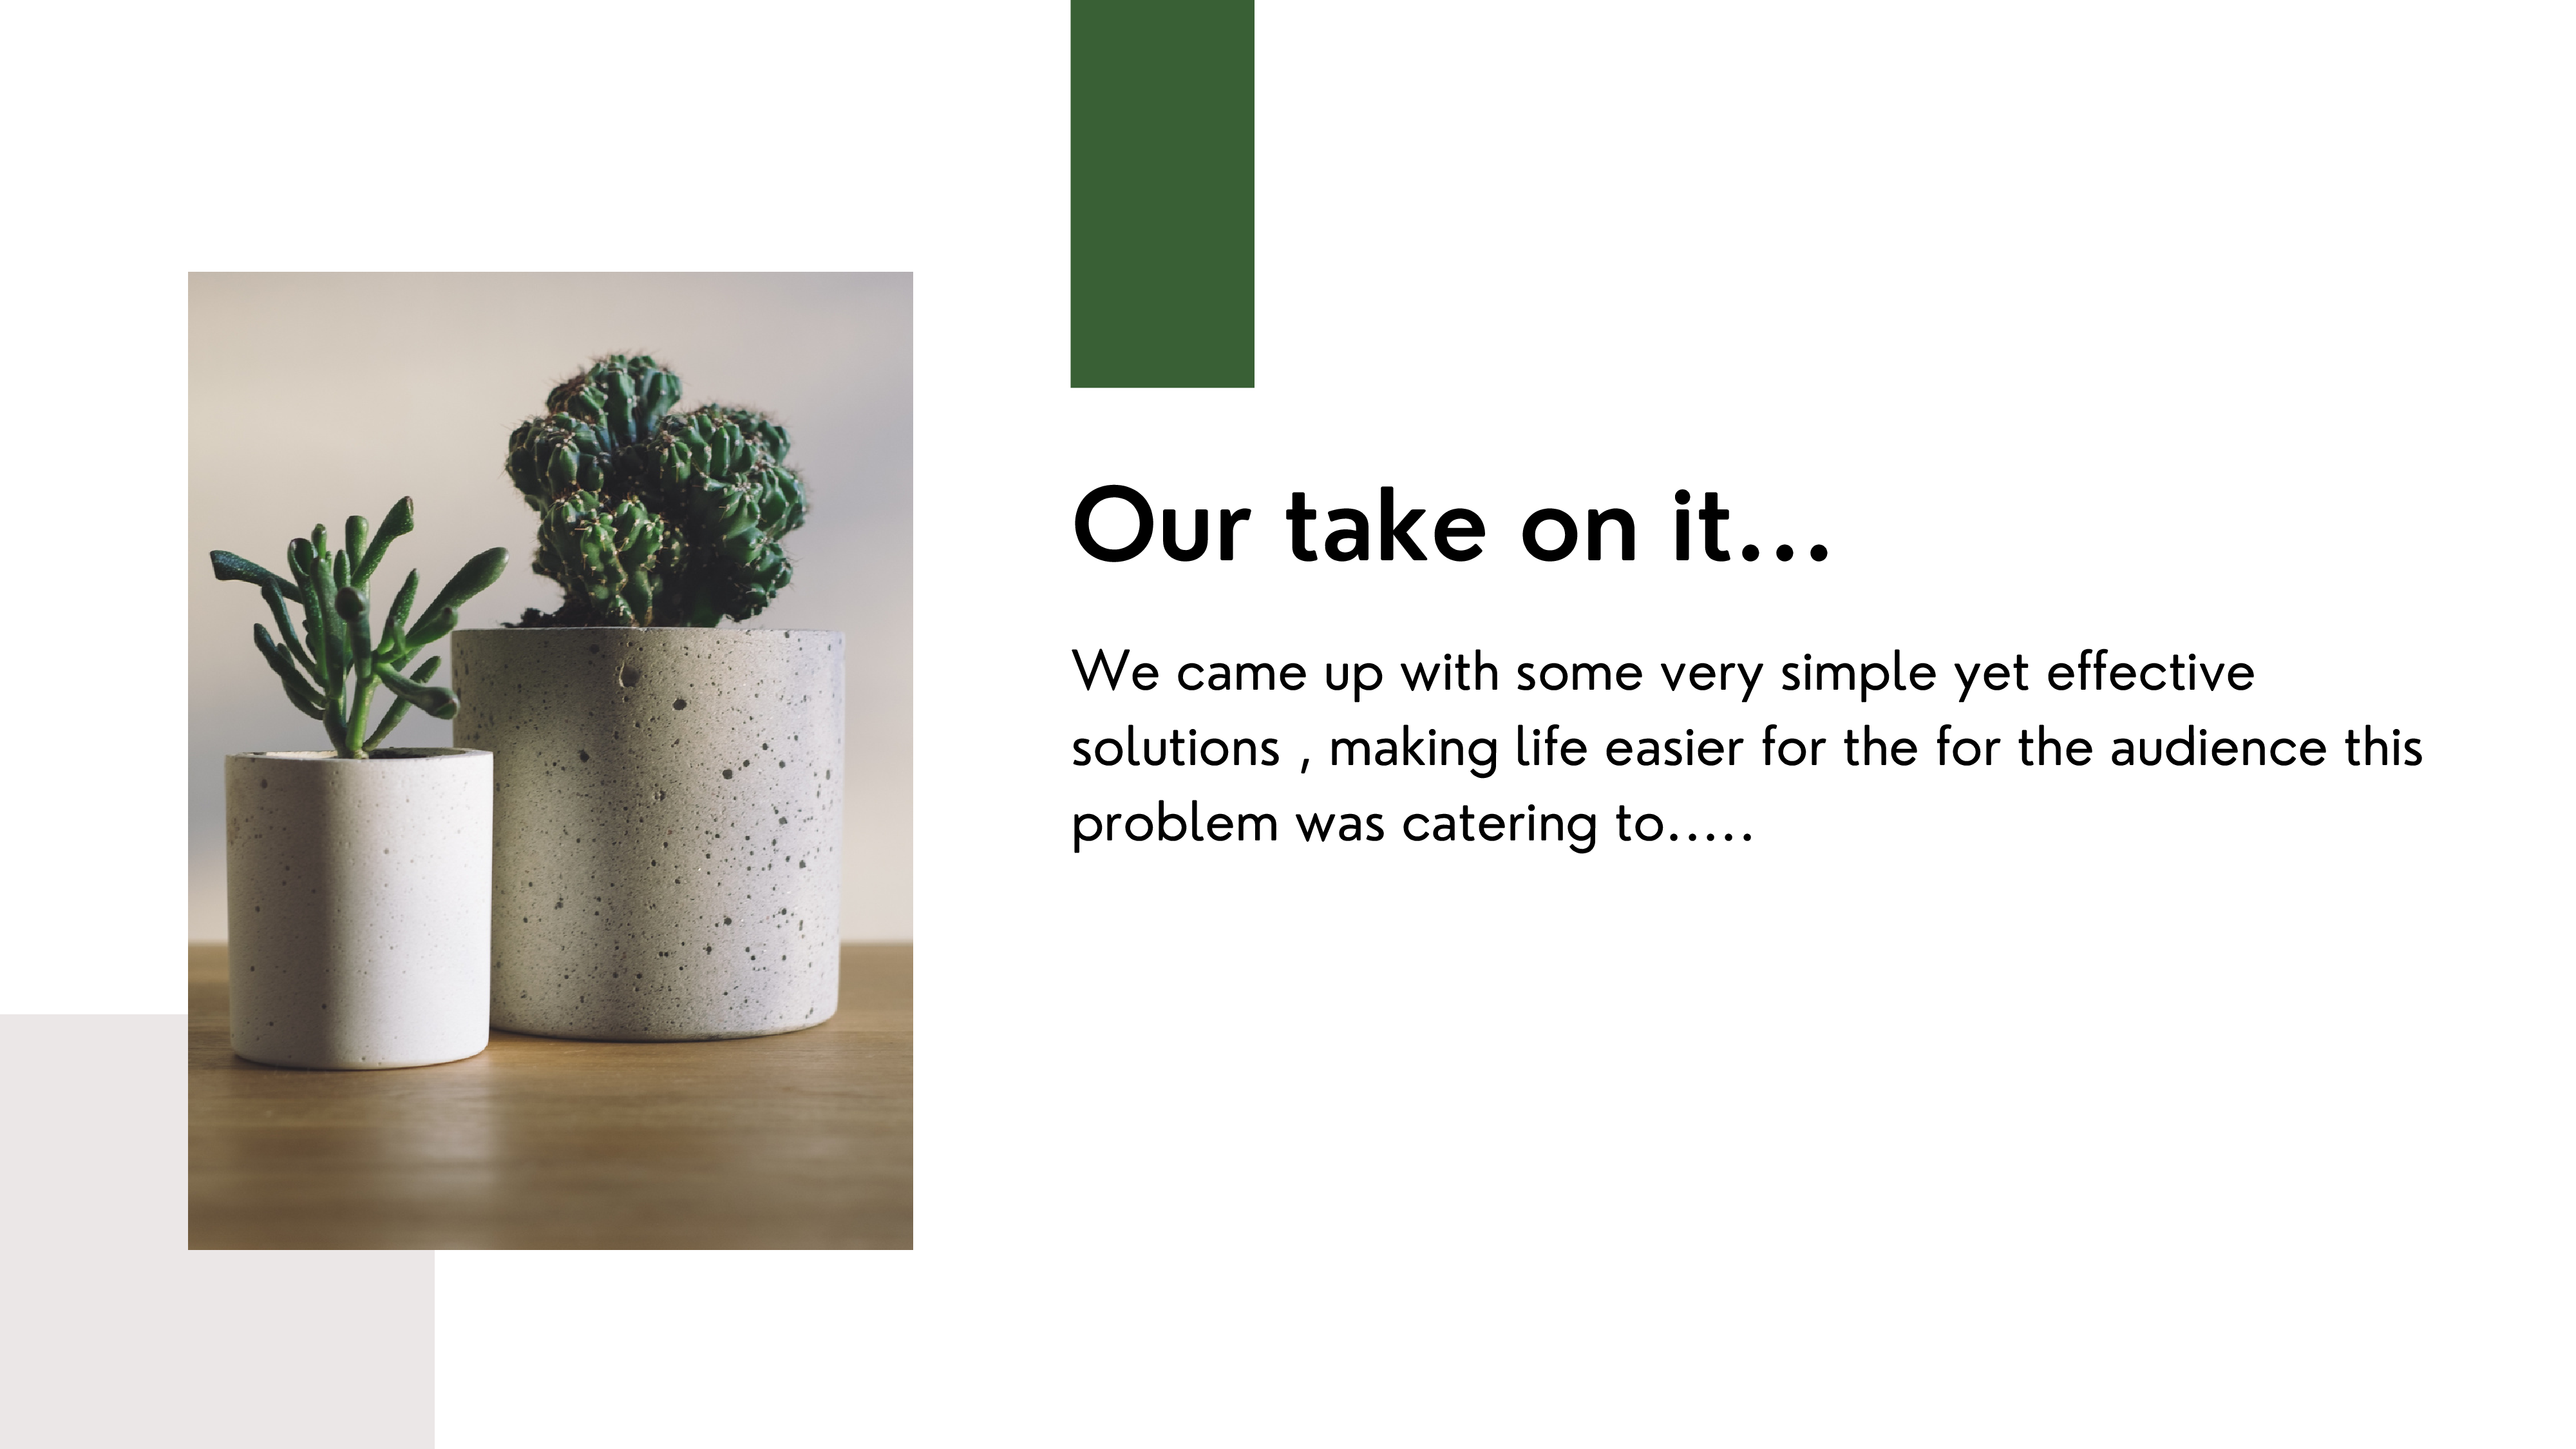 Our take on it...
We came up with some very simple yet effective
solutions , making life easier for the for the audience this
problem was catering to.....